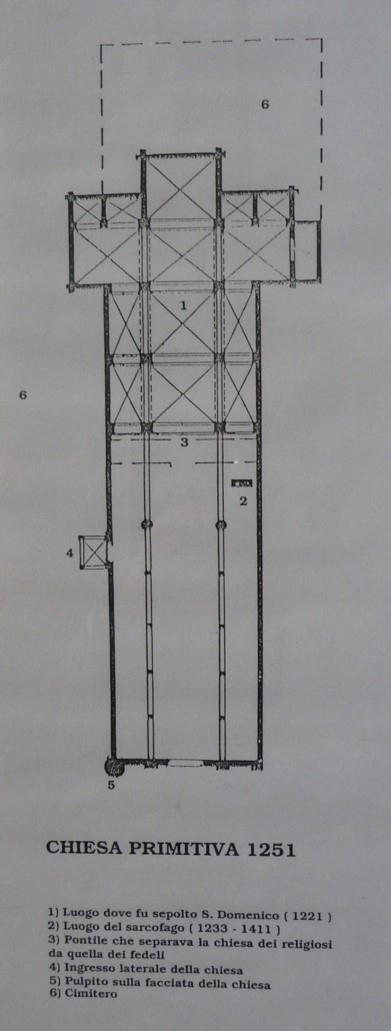 6
1
6
3
2
4
5
CHIESA PRIMITIVA 1251
1) Luogo dove fu sepolto S. Domenico ( 1221 )
2) Luogo del sarcofago ( 1233 - 1411 )
3) Pontile che separava la chiesa dei religiosi
da quella dei fedeli
4) Ingresso laterale della chiesa
5) Pulpito sulla facciata della chiesa
6) Cimitero